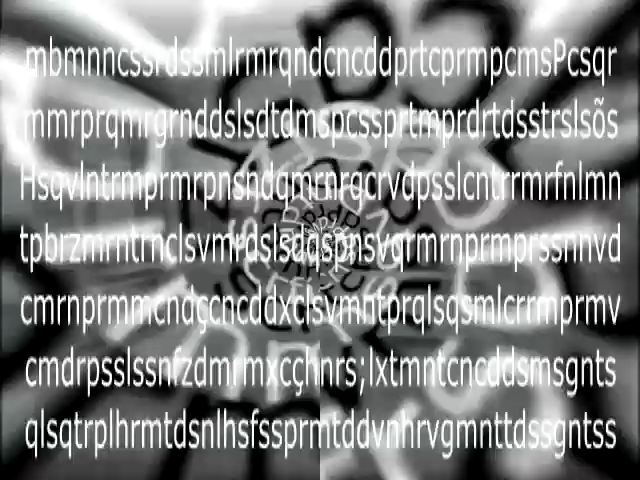 mbmnncssrdssmlrmrqndcncddprtcprmpcmsPcsqr
mmrprqmrgrnddslsdtdmspcssprtmprdrtdsstrslsõs
Hsqvlntrmprmrpnsndqmrnrqcrvdpsslcntrrmrfnlmn
tpbrzmrntrnclsvmrdslsdqspnsvqrmrnprmprssnnvd
cmrnprmmcndçcncddxclsvmntprqlsqsmlcrrmprmv
cmdrpsslssnfzdmrmxcçhnrs;lxtmntcncddsmsgnts
qlsqtrplhrmtdsnlhsfssprmtddvnhrvgmnttdssgntss